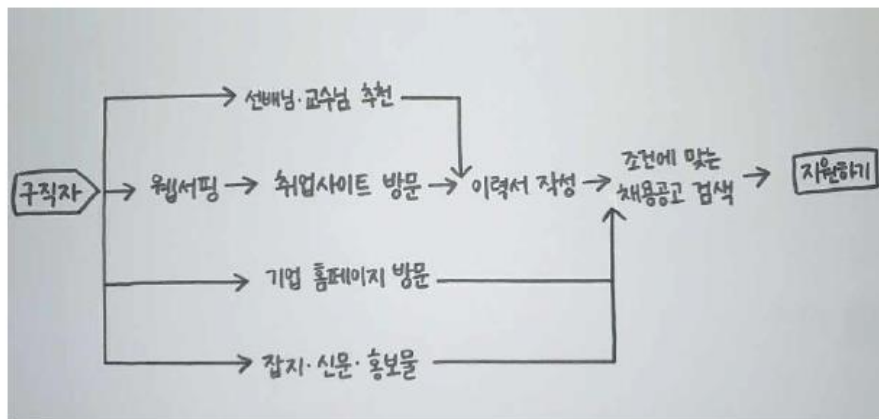 선배님·교수님 추천
구직자
웹서핑
취업사이트 방문
이력서 작성
조건에 맞는
채용공고 검색
지원하기
기업 홈페이지 방문
잡지·신문·홍보물